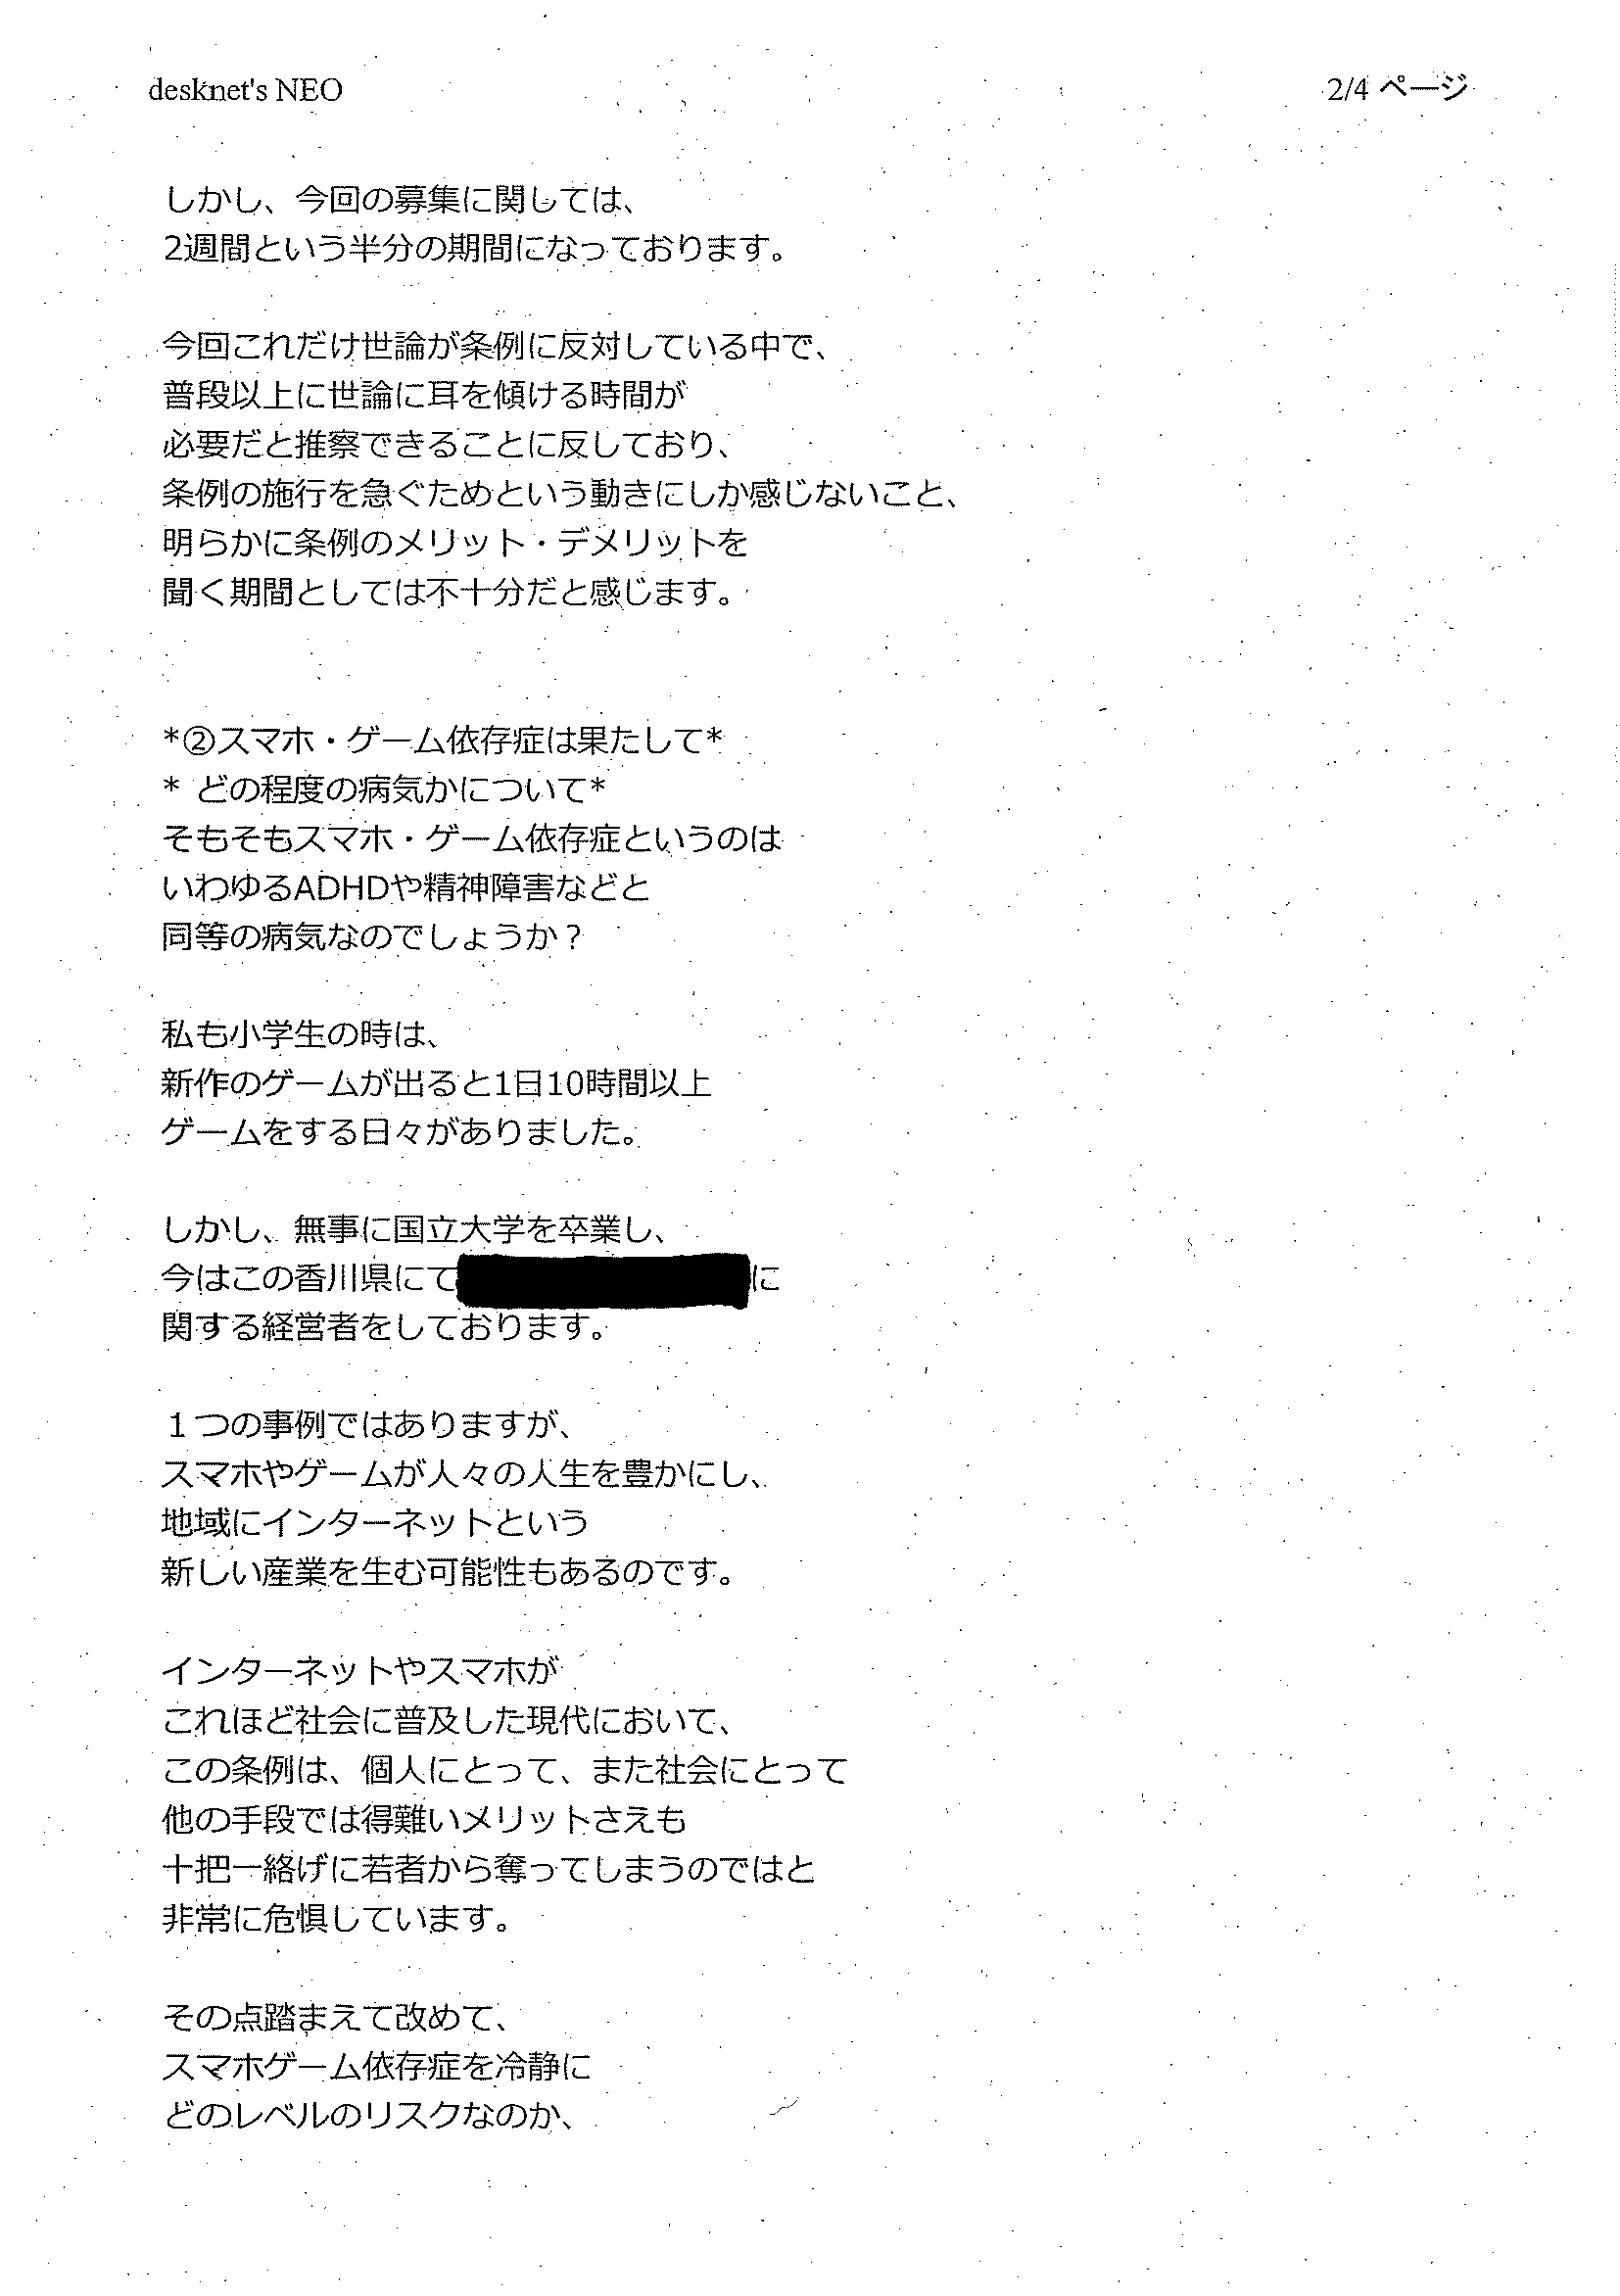 desknet's NEO
2/4 ページ
しかし、今回の募集に関しては、
2週間という半分の期間になっております。
今回これだけ世論が条例に反対している中で、
普段以上に世論に耳を傾ける時間が
必要だと推察できることに反しており、
条例の施行を急ぐためという動きにしか感じないこと、
明らかに条例のメリット・デメリットを
聞く期間としては不十分だと感じます。
*②スマホ・ゲーム依存症は果たして*
* どの程度の病気かについて*
そもそもスマホ・ゲーム依存症というのは
いわゆるADHDや精神障害などと
同等の病気なのでしょうか？
私も小学生の時は、
新作のゲームが出ると1日10時間以上
ゲームをする日々がありました。
しかし、無事に国立大学を卒業し、
今はこの香川県にて に
関する経営者をしております。
１つの事例ではありますが、
スマホやゲームが人々の人生を豊かにし、
地域にインターネットという
新しい産業を生む可能性もあるのです。
インターネットやスマホが
これほど社会に普及した現代において、
この条例は、個人にとって、また社会にとって
他の手段では得難いメリットさえも
十把一絡げに若者から奪ってしまうのではと
非常に危惧しています。
その点踏まえて改めて、
スマホゲーム依存症を冷静に
どのレベルのリスクなのか、